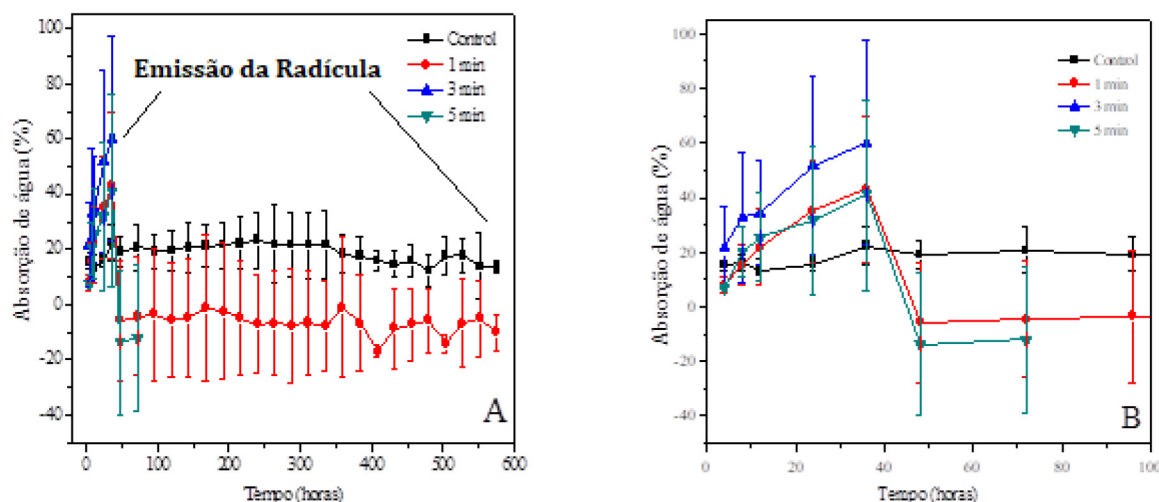 A
100
80
60
40
20
0
-20
-40
Absorção de água (%)
Emissão da Radícula
Control
1 min
3 min
5 min
A
0 100 200 300 400 500 600
Tempo (horas)
B
100
80
60
40
20
0
-20
-40
Absorção de água (%)
Control
1 min
3 min
5 min
B
0 20 40 60 80 100
Tempo (horas)